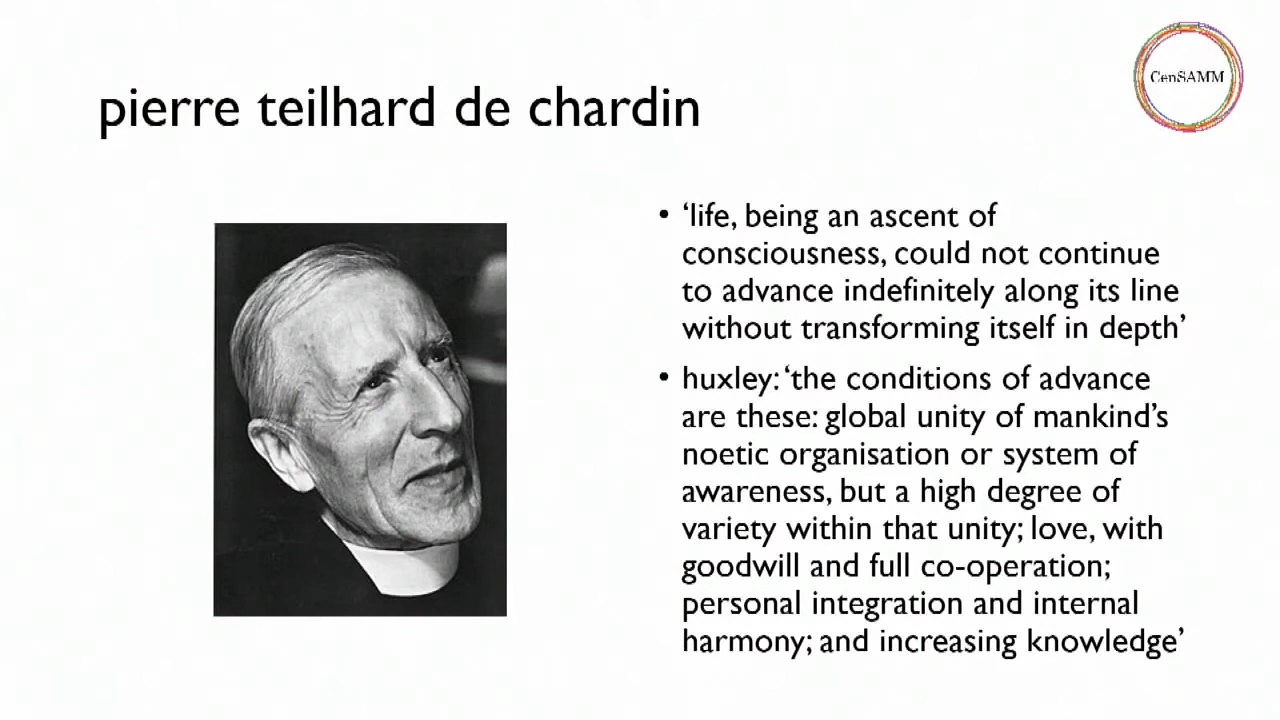 CenSAMM
pierre teilhard de chardin
• ‘life, being an ascent of
consciousness, could not continue
to advance indefinitely along its line
without transforming itself in depth’
• huxley: ‘the conditions of advance
are these: global unity of mankind’s
noetic organisation or system of
awareness, but a high degree of
variety within that unity; love, with
goodwill and full co-operation;
personal integration and internal
harmony; and increasing knowledge’